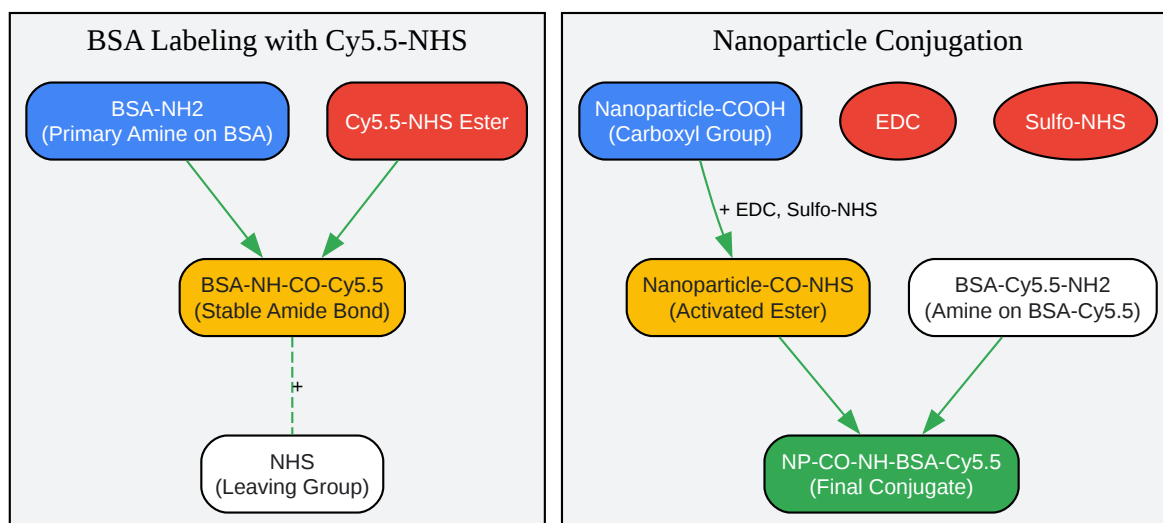 BSA Labeling with Cy5.5-NHS
BSA-NH2
(Primary Amine on BSA)
Cy5.5-NHS Ester
BSA-NH-CO-Cy5.5
(Stable Amide Bond)
+
NHS
(Leaving Group)
Nanoparticle Conjugation
Nanoparticle-COOH
(Carboxyl Group)
EDC
Sulfo-NHS
+ EDC, Sulfo-NHS
Nanoparticle-CO-NHS
(Activated Ester)
BSA-Cy5.5-NH2
(Amine on BSA-Cy5.5)
NP-CO-NH-BSA-Cy5.5
(Final Conjugate)